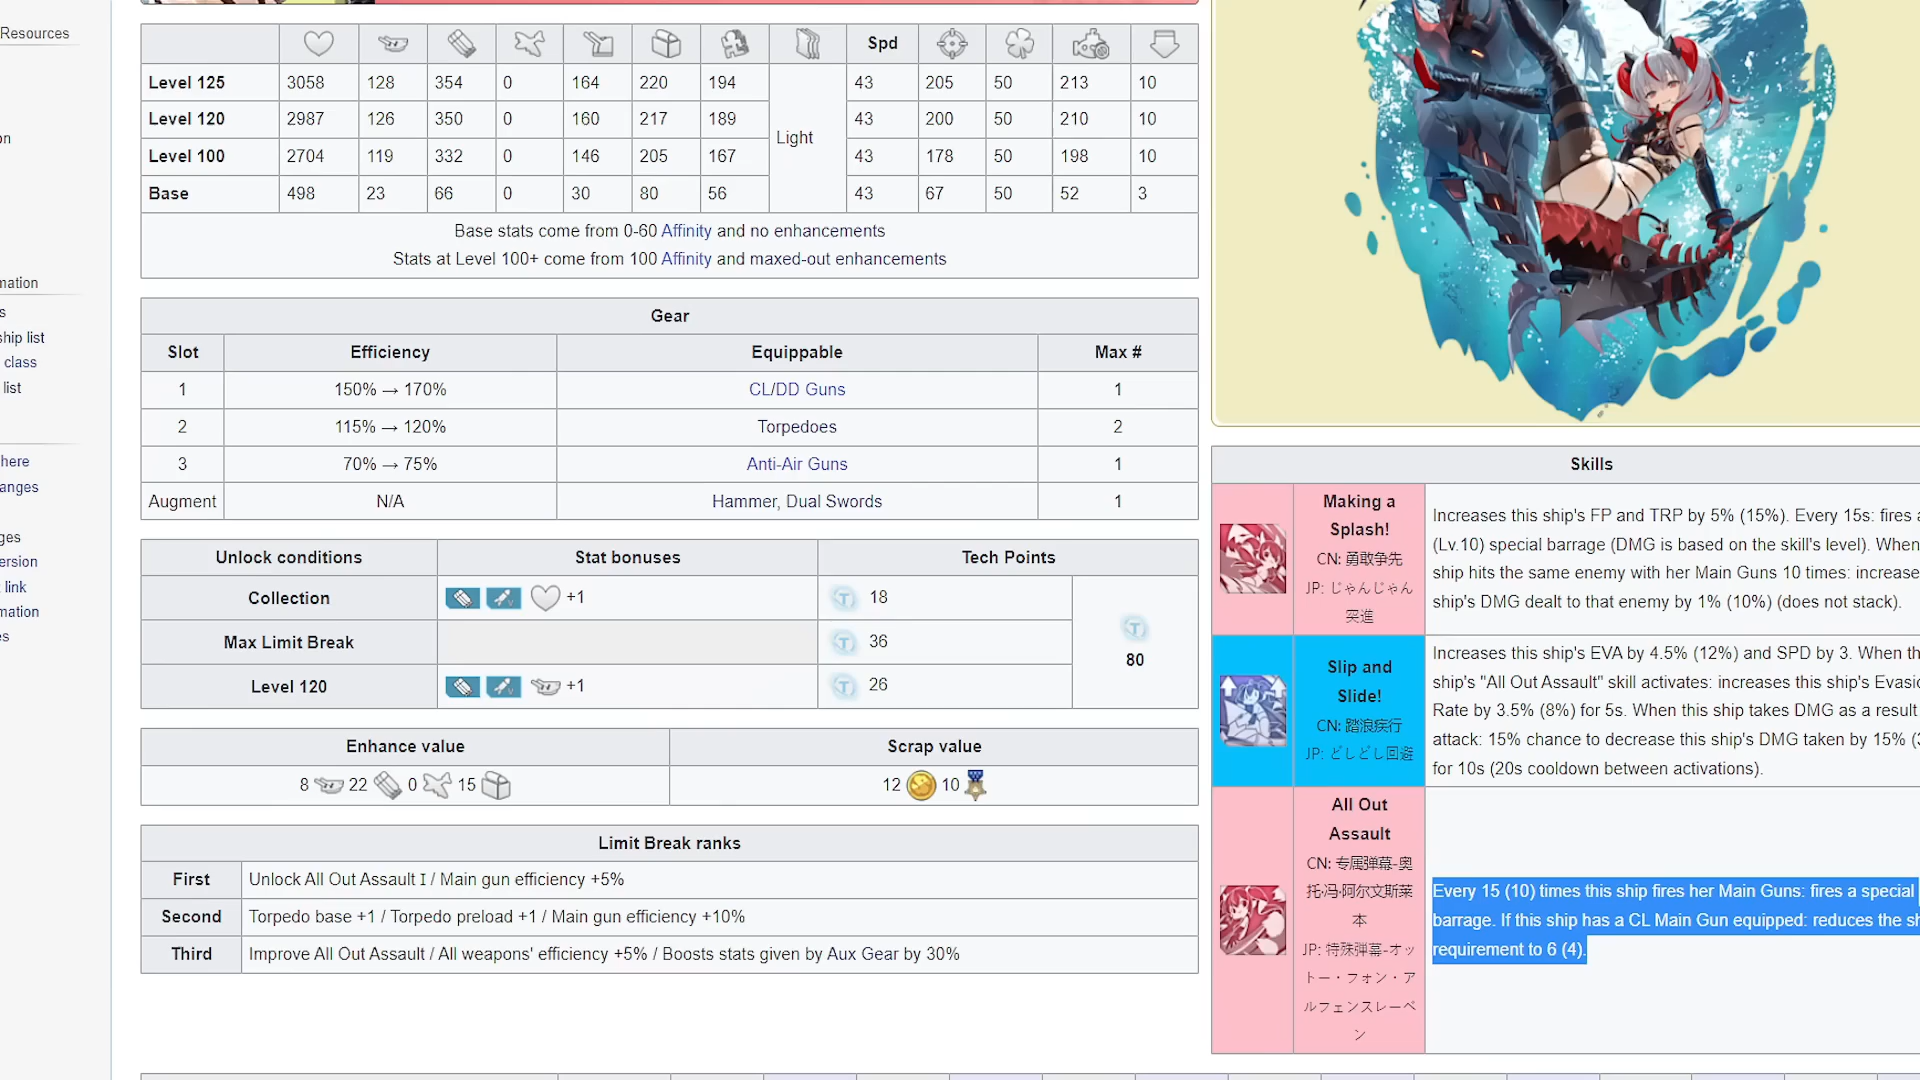 Resources
on
mation
s
ship list
class
list
here
anges
ges
ersion
link
mation
es
Spd
Level 125 3058 128 354 0 164 220 194 43 205 50 213 10
Level 120 2987 126 350 0 160 217 189 43 200 50 210 10
Light
Level 100 2704 119 332 0 146 205 167 43 178 50 198 10
Base 498 23 66 0 30 80 56 43 67 50 52 3
Base stats come from 0-60 Affinity and no enhancements
Stats at Level 100+ come from 100 Affinity and maxed-out enhancements
Gear
Slot Efficiency Equippable Max #
1 150% → 170% CL/DD Guns 1
2 115% → 120% Torpedoes 2
3 70% → 75% Anti-Air Guns 1
Augment N/A Hammer, Dual Swords 1
Unlock conditions Stat bonuses Tech Points
Collection +1 18
Max Limit Break 36
80
Level 120 +1 26
Enhance value Scrap value
8 22 0 15 12 10
Limit Break ranks
First Unlock All Out Assault I / Main gun efficiency +5%
Second Torpedo base +1 / Torpedo preload +1 / Main gun efficiency +10%
Third Improve All Out Assault / All weapons' efficiency +5% / Boosts stats given by Aux Gear by 30%
Skills
Making a
Splash!
CN: 勇敢争先
JP: じゃんじゃん
突進
Increases this ship's FP and TRP by 5% (15%). Every 15s: fires a
(Lv.10) special barrage (DMG is based on the skill's level). When
ship hits the same enemy with her Main Guns 10 times: increase
ship's DMG dealt to that enemy by 1% (10%) (does not stack).
Slip and
Slide!
CN: 踏浪疾行
JP: どしどし回避
Increases this ship's EVA by 4.5% (12%) and SPD by 3. When th
ship's "All Out Assault" skill activates: increases this ship's Evasio
Rate by 3.5% (8%) for 5s. When this ship takes DMG as a result
attack: 15% chance to decrease this ship's DMG taken by 15% (3
for 10s (20s cooldown between activations).
All Out
Assault
CN: 专属弹幕-奥
托·冯·阿尔文斯莱
本
JP: 特殊弾幕-オッ
トー・フォン・ア
ルフェンスレーベ
ン
Every 15 (10) times this ship fires her Main Guns: fires a special
barrage. If this ship has a CL Main Gun equipped: reduces the sh
requirement to 6 (4).